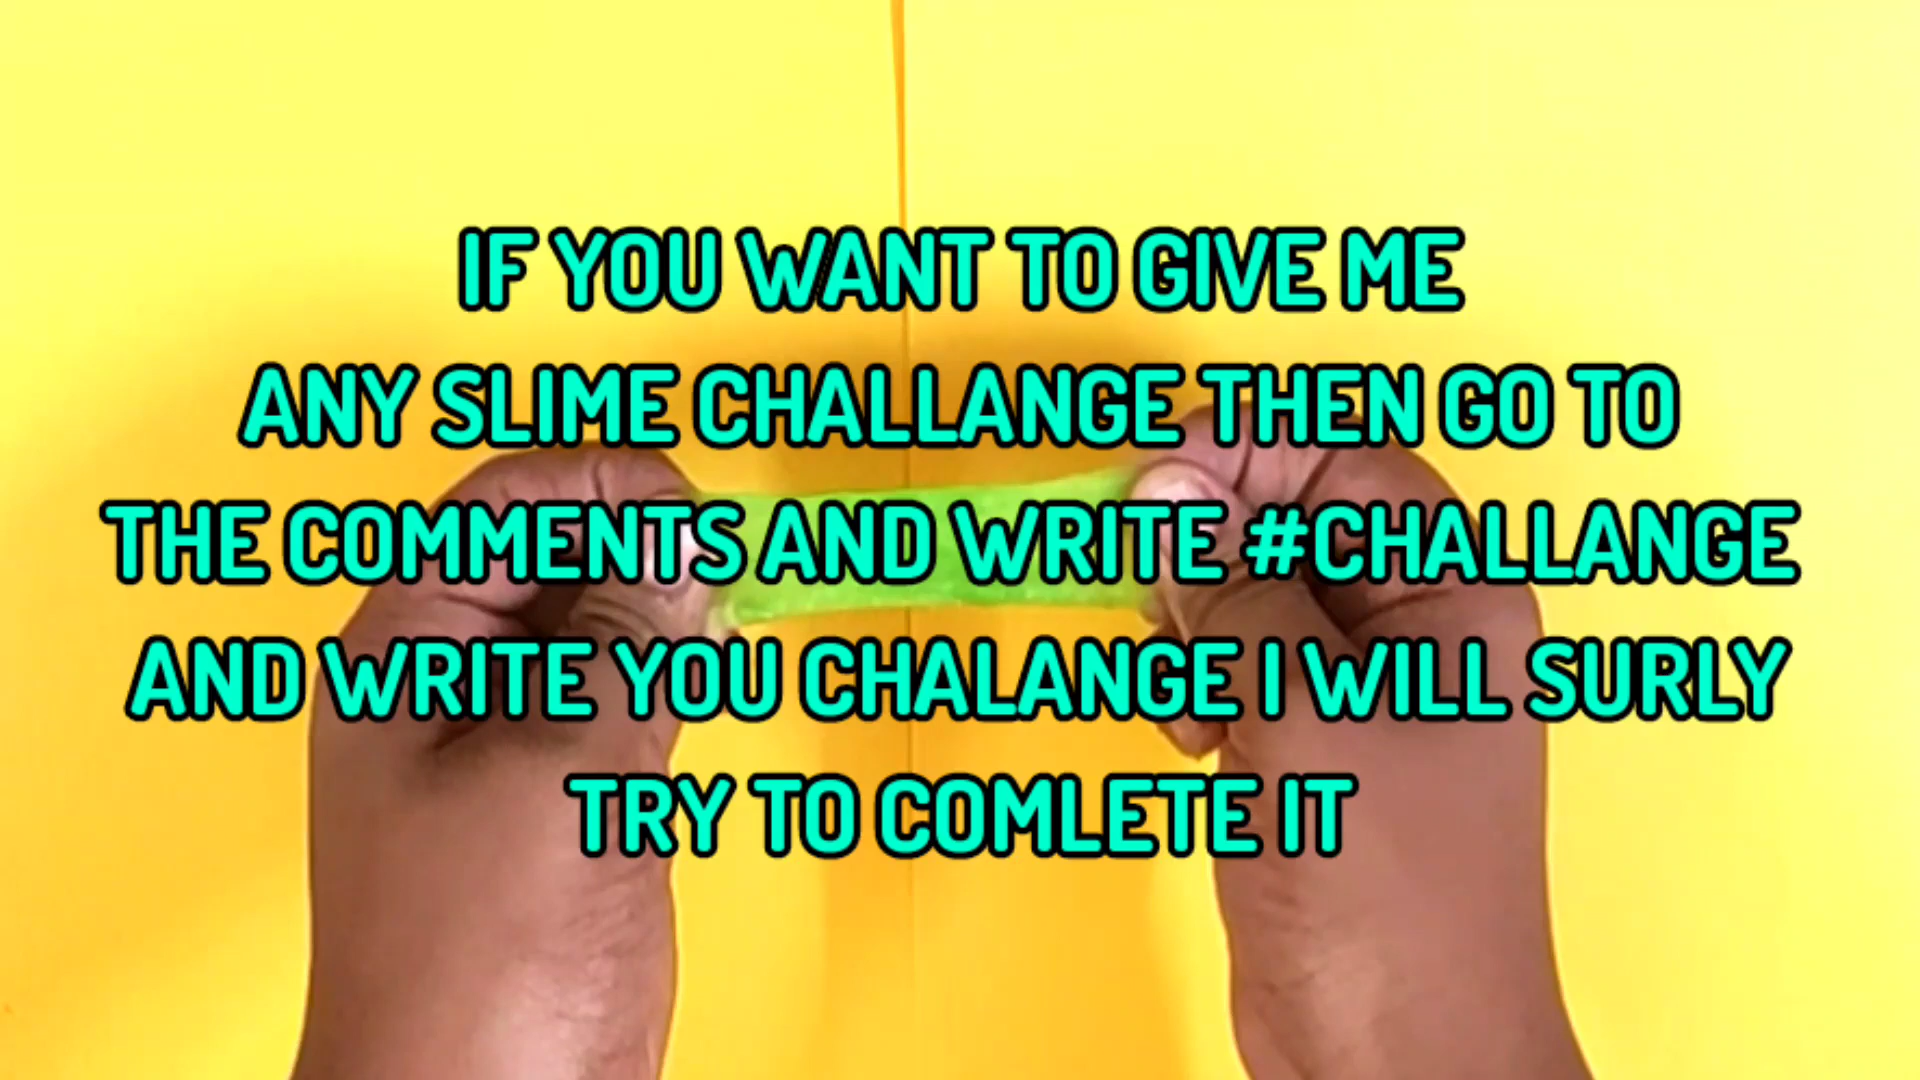 IF YOU WANT TO GIVE ME
ANY SLIME CHALLANGE THEN GO TO
THE COMMENTS AND WRITE #CHALLANGE
AND WRITE YOU CHALANGE I WILL SURLY
TRY TO COMLETE IT